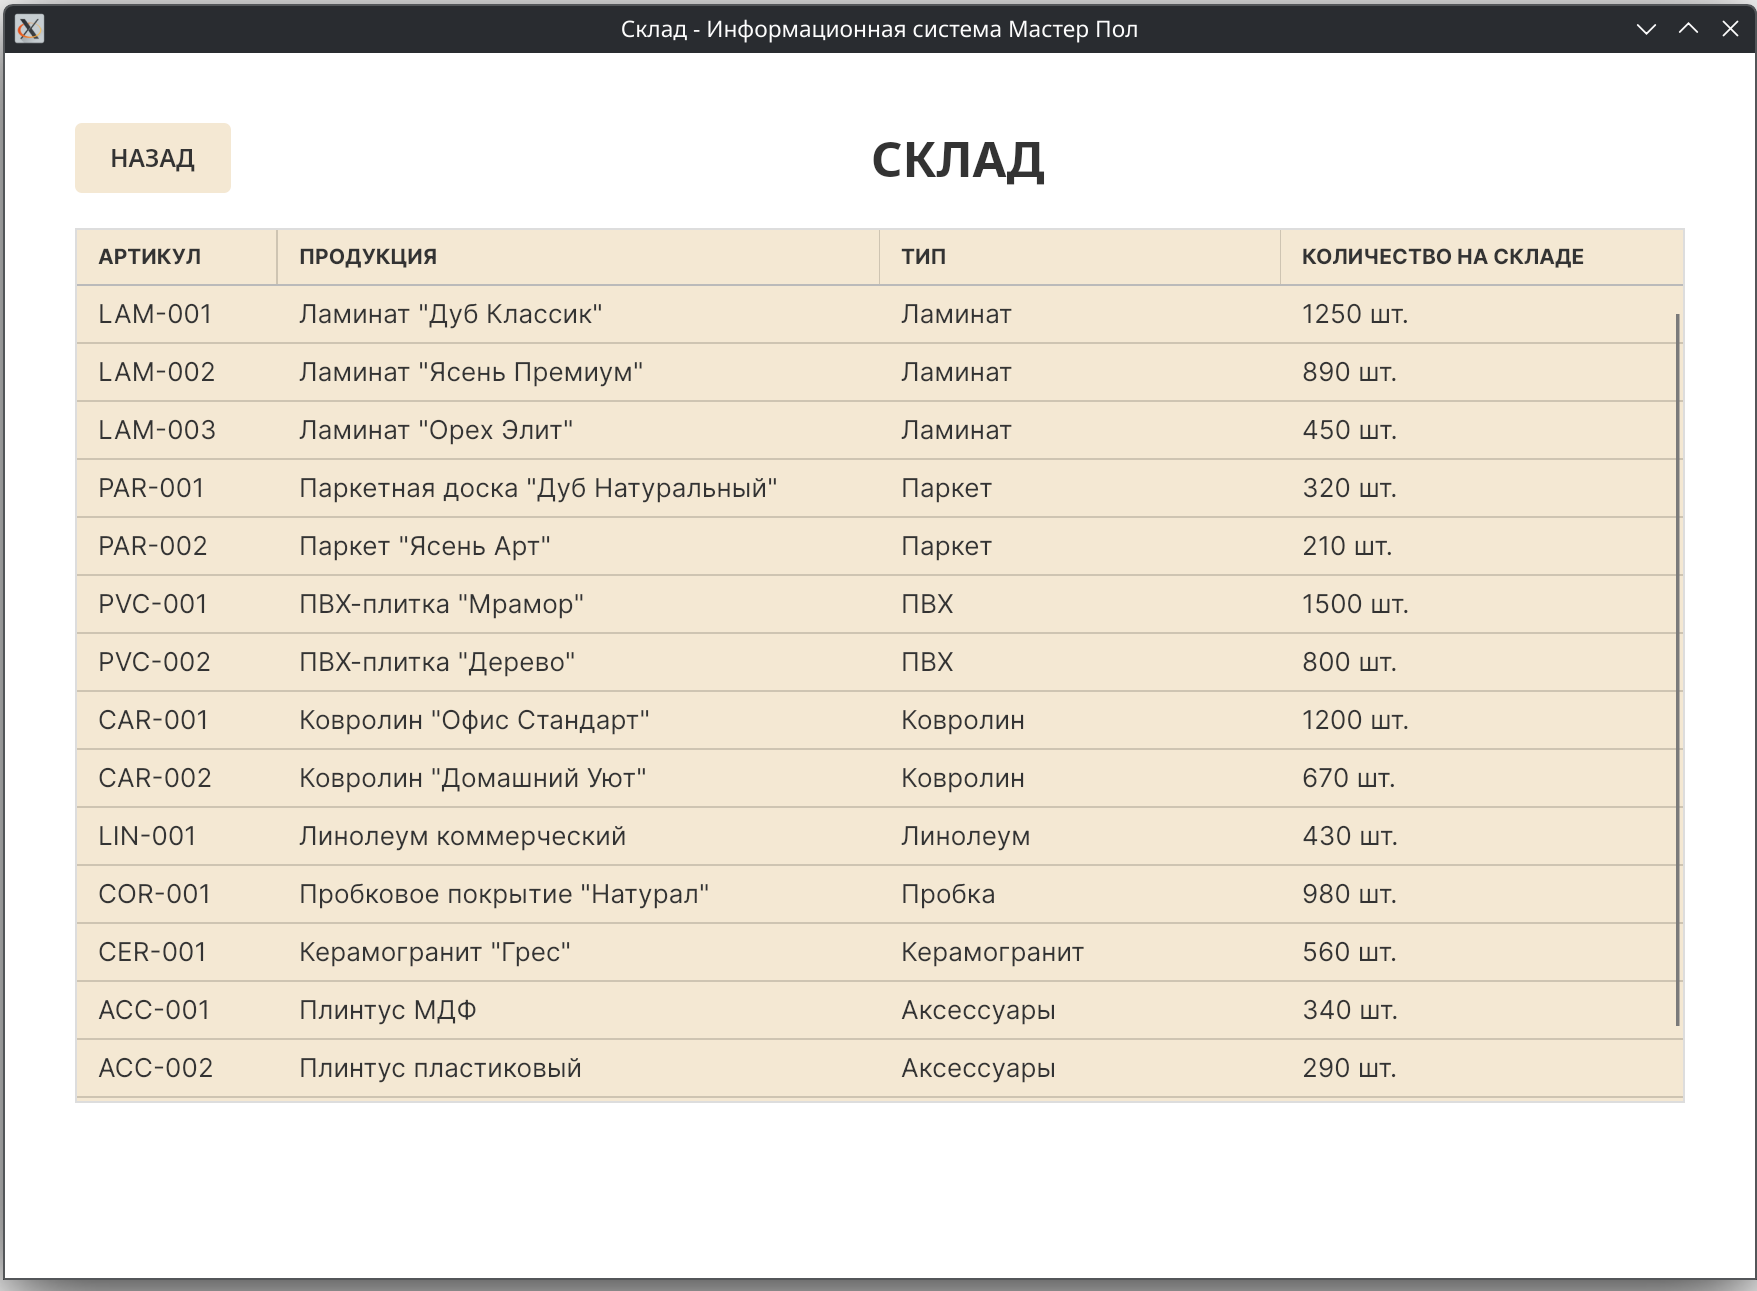 Склад - Информационная система Мастер Пол
НАЗАД
СКЛАД
АРТИКУЛ ПРОДУКЦИЯ ТИП КОЛИЧЕСТВО НА СКЛАДЕ
LAM-001 Ламинат "Дуб Классик" Ламинат 1250 шт.
LAM-002 Ламинат "Ясень Премиум" Ламинат 890 шт.
LAM-003 Ламинат "Орех Элит" Ламинат 450 шт.
PAR-001 Паркетная доска "Дуб Натуральный" Паркет 320 шт.
PAR-002 Паркет "Ясень Арт" Паркет 210 шт.
PVC-001 ПВХ-плитка "Мрамор" ПВХ 1500 шт.
PVC-002 ПВХ-плитка "Дерево" ПВХ 800 шт.
CAR-001 Ковролин "Офис Стандарт" Ковролин 1200 шт.
CAR-002 Ковролин "Домашний Уют" Ковролин 670 шт.
LIN-001 Линолеум коммерческий Линолеум 430 шт.
COR-001 Пробковое покрытие "Натурал" Пробка 980 шт.
CER-001 Керамогранит "Грес" Керамогранит 560 шт.
ACC-001 Плинтус МДФ Аксессуары 340 шт.
ACC-002 Плинтус пластиковый Аксессуары 290 шт.